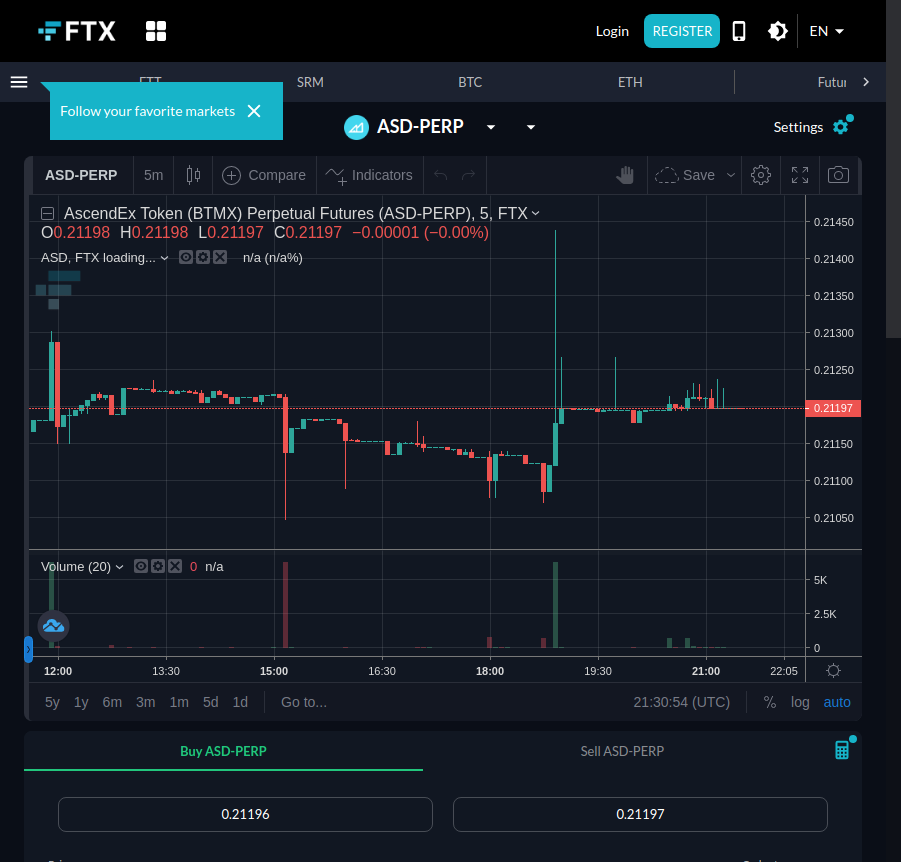 FTX
Login
REGISTER
EN
FTT
SRM
BTC
ETH
Futur
Follow your favorite markets
ASD-PERP
Settings
ASD-PERP
5m
Compare
Indicators
Save
AscendEx Token (BTMX) Perpetual Futures (ASD-PERP), 5, FTX
O0.21198 H0.21198 L0.21197 C0.21197 −0.00001 (−0.00%)
ASD, FTX loading... n/a (n/a%)
0.21450
0.21400
0.21350
0.21300
0.21250
0.21197
0.21150
0.21100
0.21050
Volume (20) 0 n/a
5K
2.5K
0
12:00 13:30 15:00 16:30 18:00 19:30 21:00 22:05
5y 1y 6m 3m 1m 5d 1d Go to... 21:30:54 (UTC) % log auto
Buy ASD-PERP
Sell ASD-PERP
0.21196
0.21197